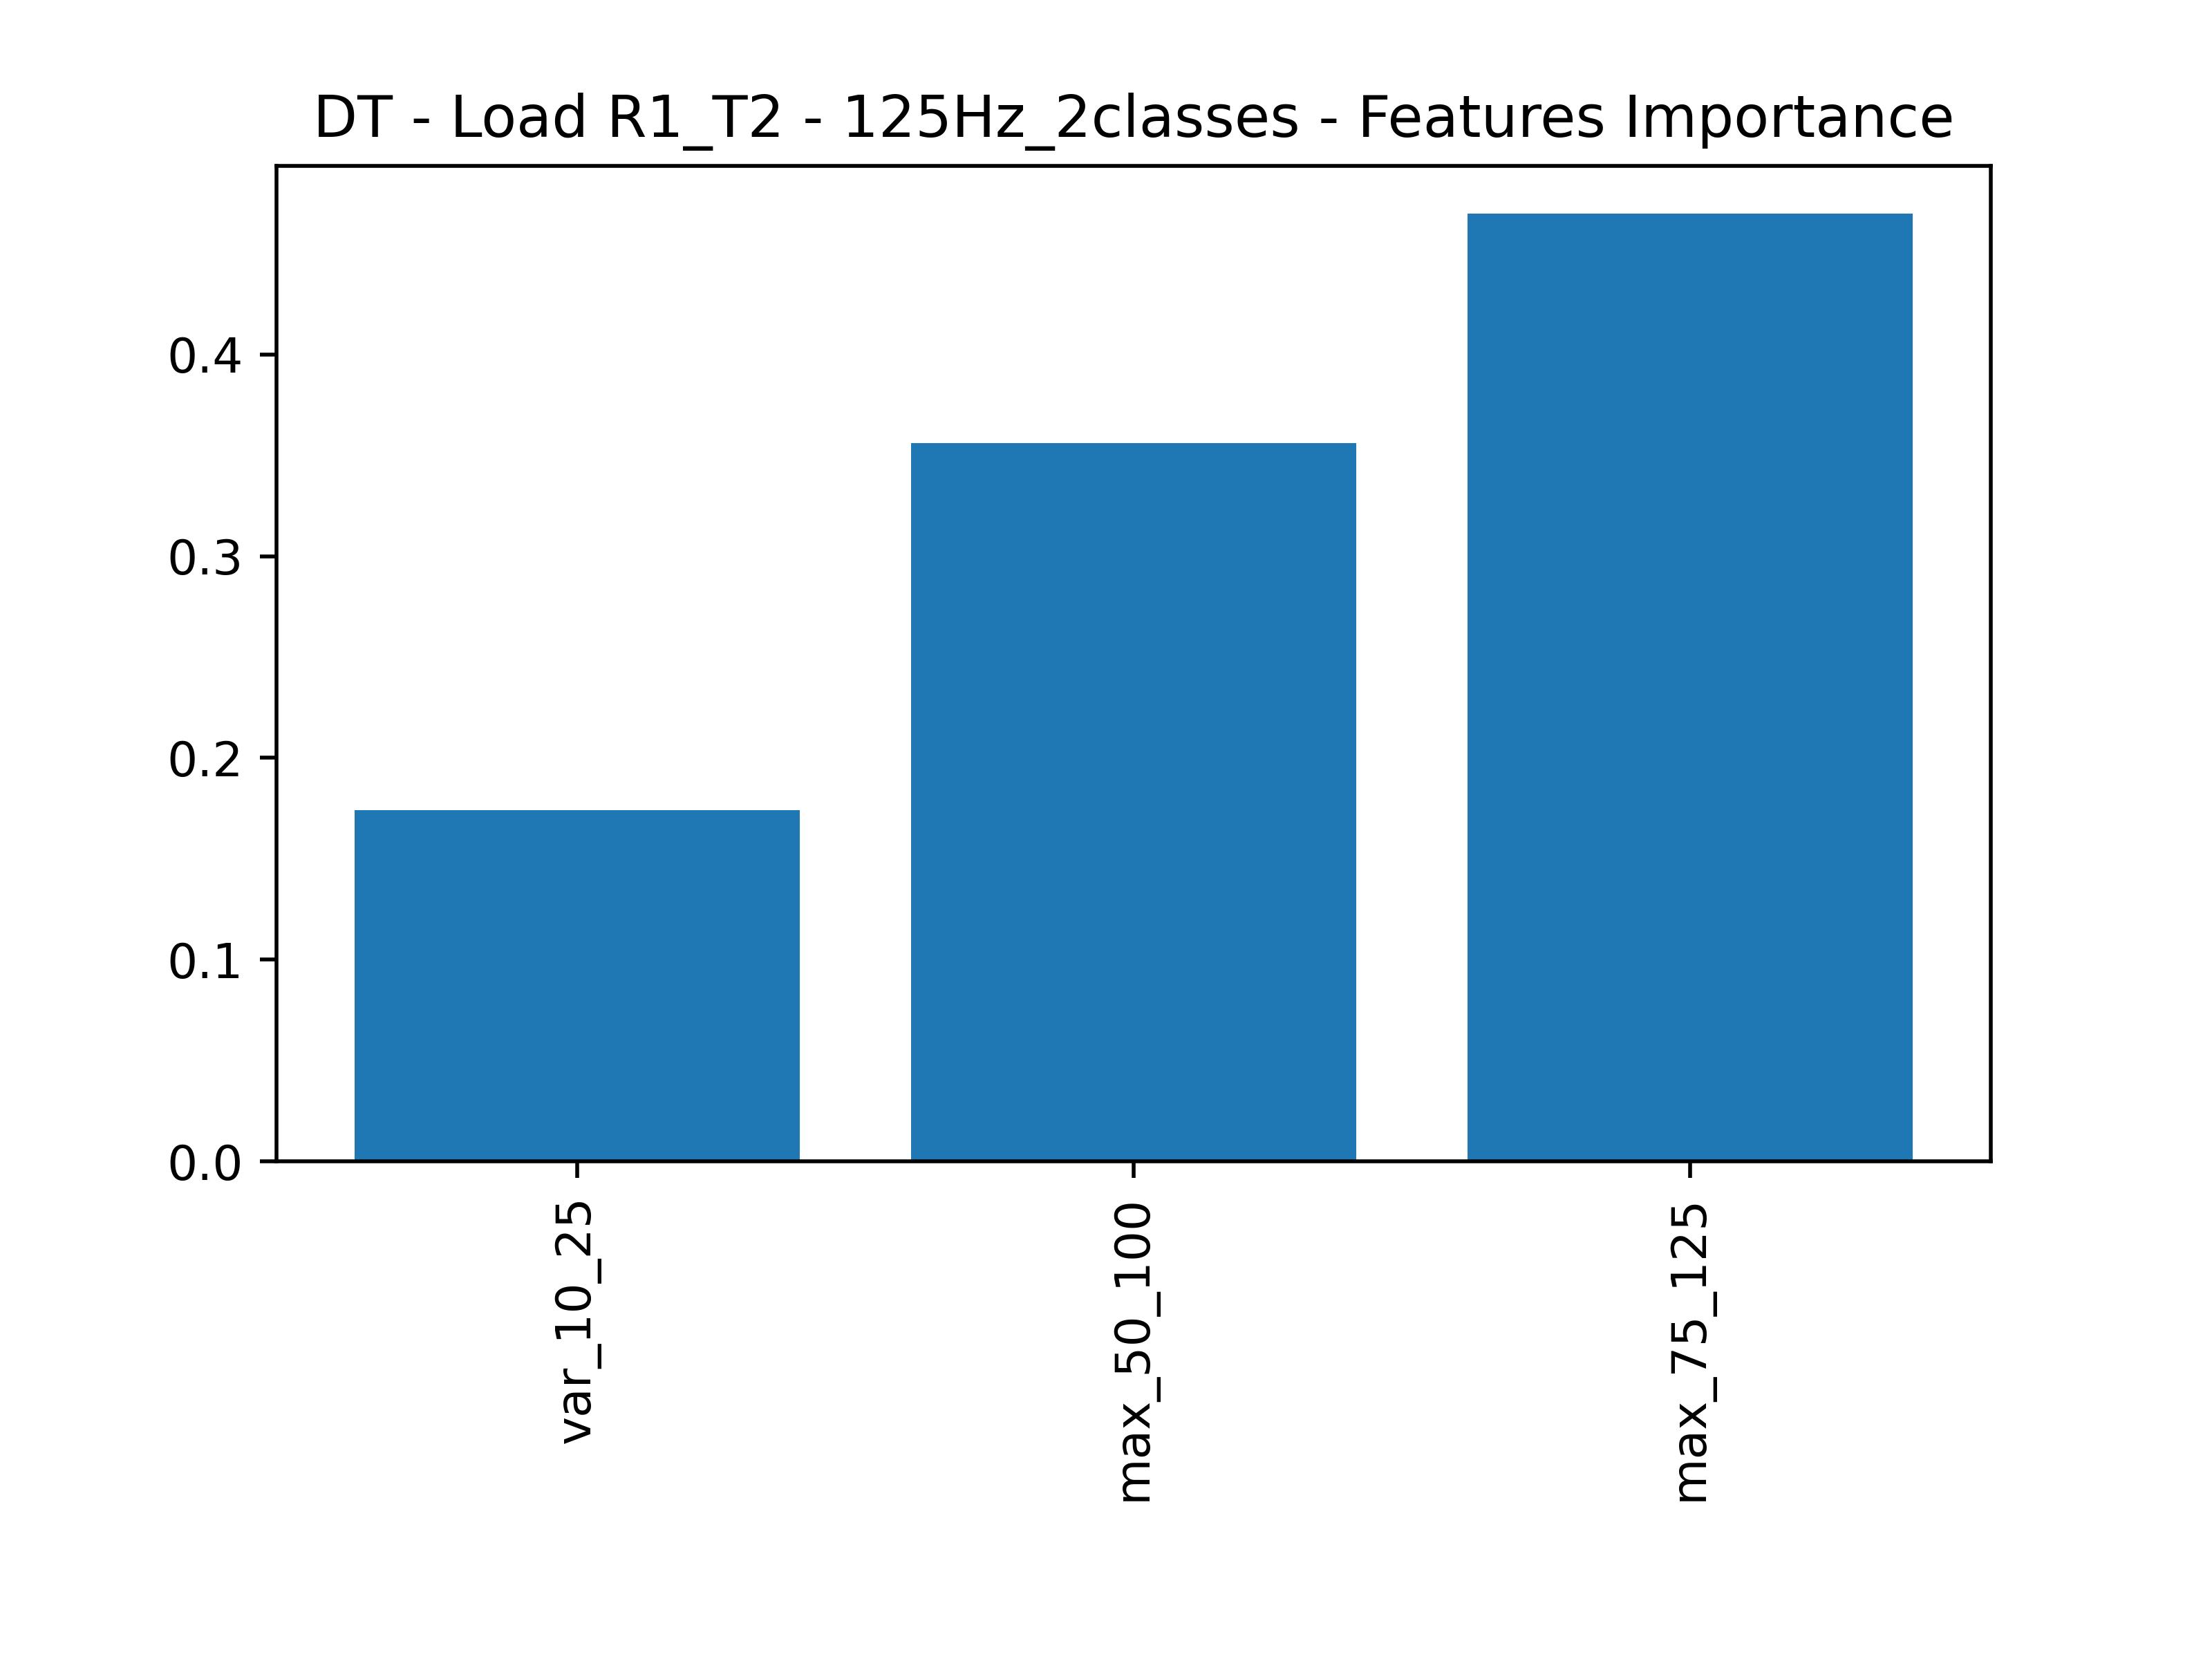 DT - Load R1_T2 - 125Hz_2classes - Features Importance
0.4
0.3
0.2
0.1
0.0
var_10_25
max_50_100
max_75_125